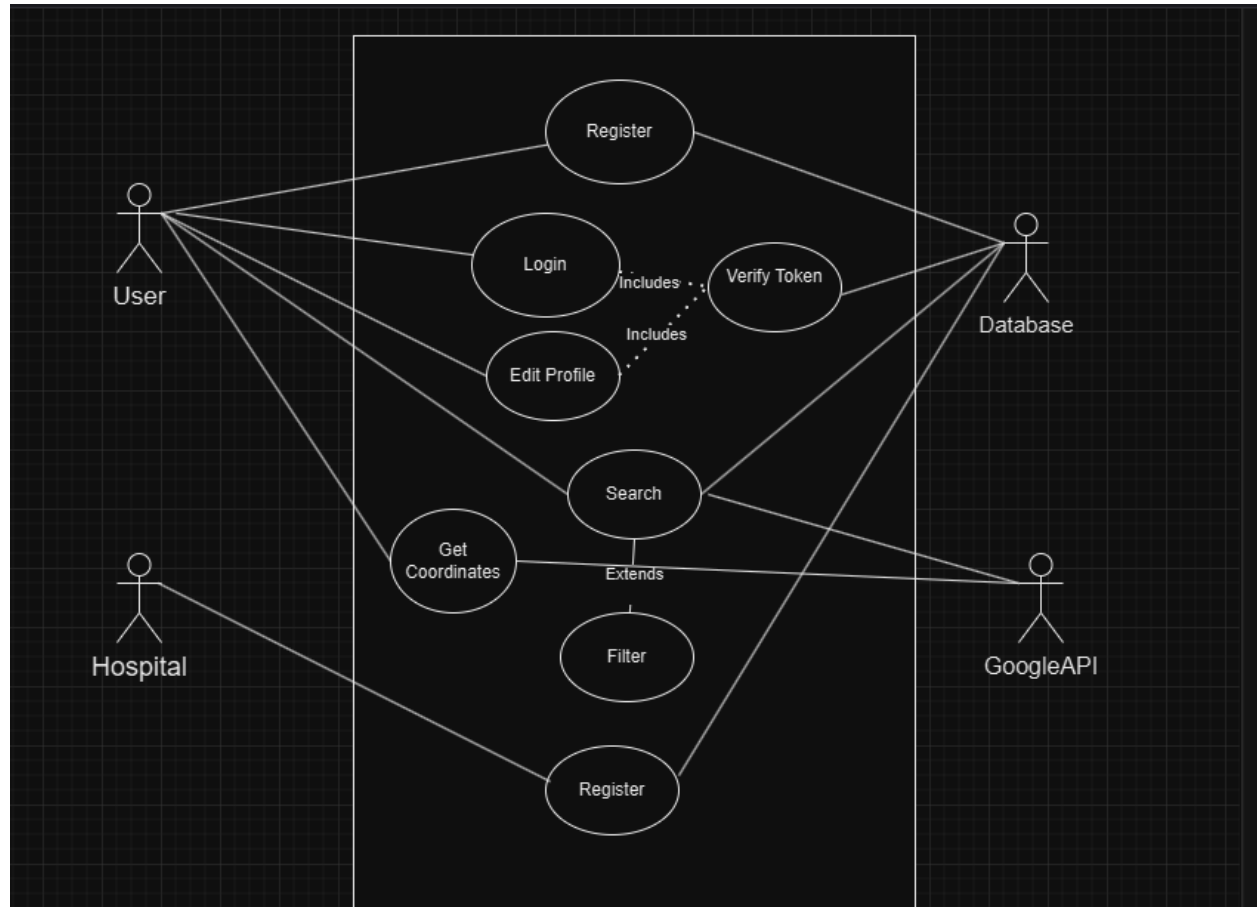 Register
Login
Includes
Verify Token
User
Database
Includes
Edit Profile
Search
Get
Coordinates
Extends
Hospital
GoogleAPI
Filter
Register